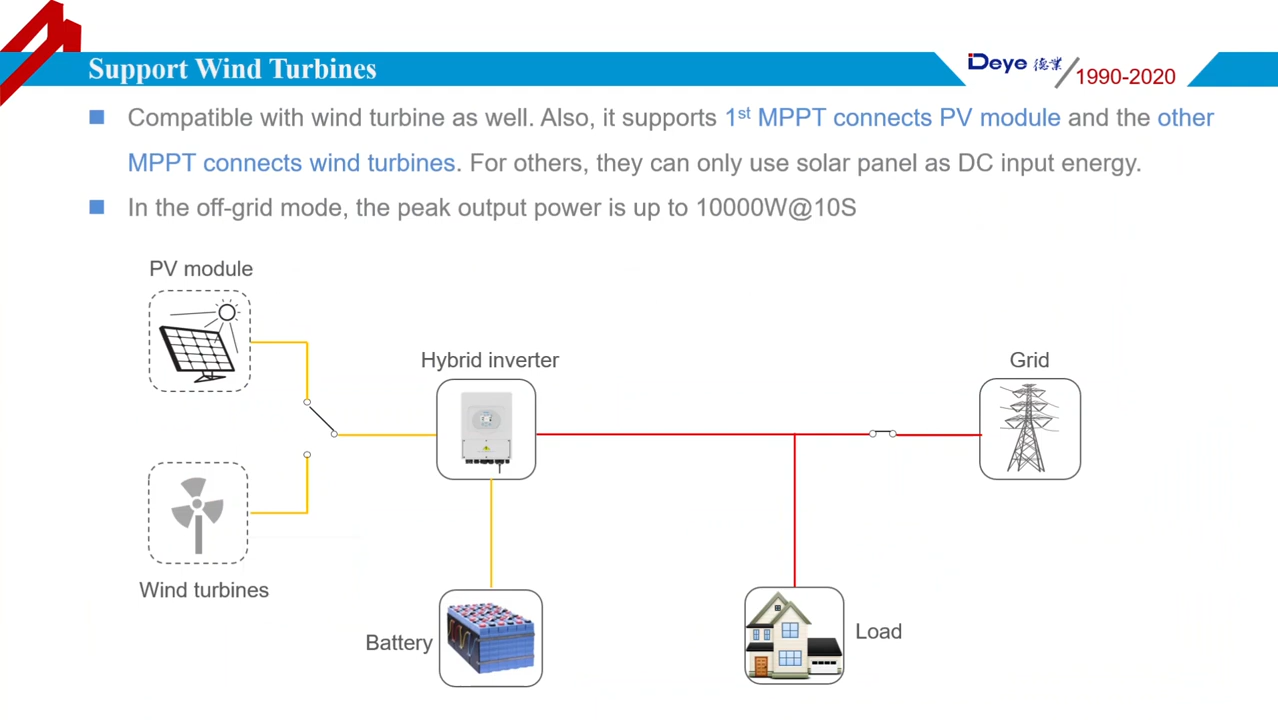 Support Wind Turbines
Deye 德業
1990-2020
Compatible with wind turbine as well. Also, it supports 1st MPPT connects PV module and the other
MPPT connects wind turbines. For others, they can only use solar panel as DC input energy.
In the off-grid mode, the peak output power is up to 10000W@10S
PV module
Hybrid inverter
Grid
Wind turbines
Battery
Load